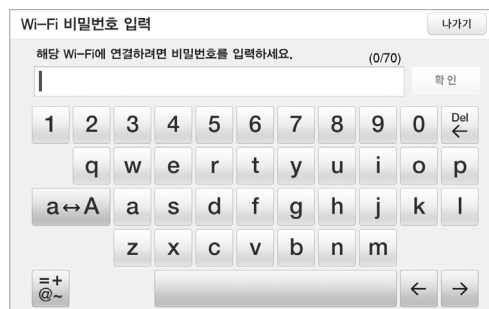 Wi-Fi 비밀번호 입력 나가기
해당 Wi-Fi에 연결하려면 비밀번호를 입력하세요. (0/70)
확인
1 2 3 4 5 6 7 8 9 0 Del ←
q w e r t y u i o p
a↔A a s d f g h j k l
z x c v b n m
=+
@~ ← →